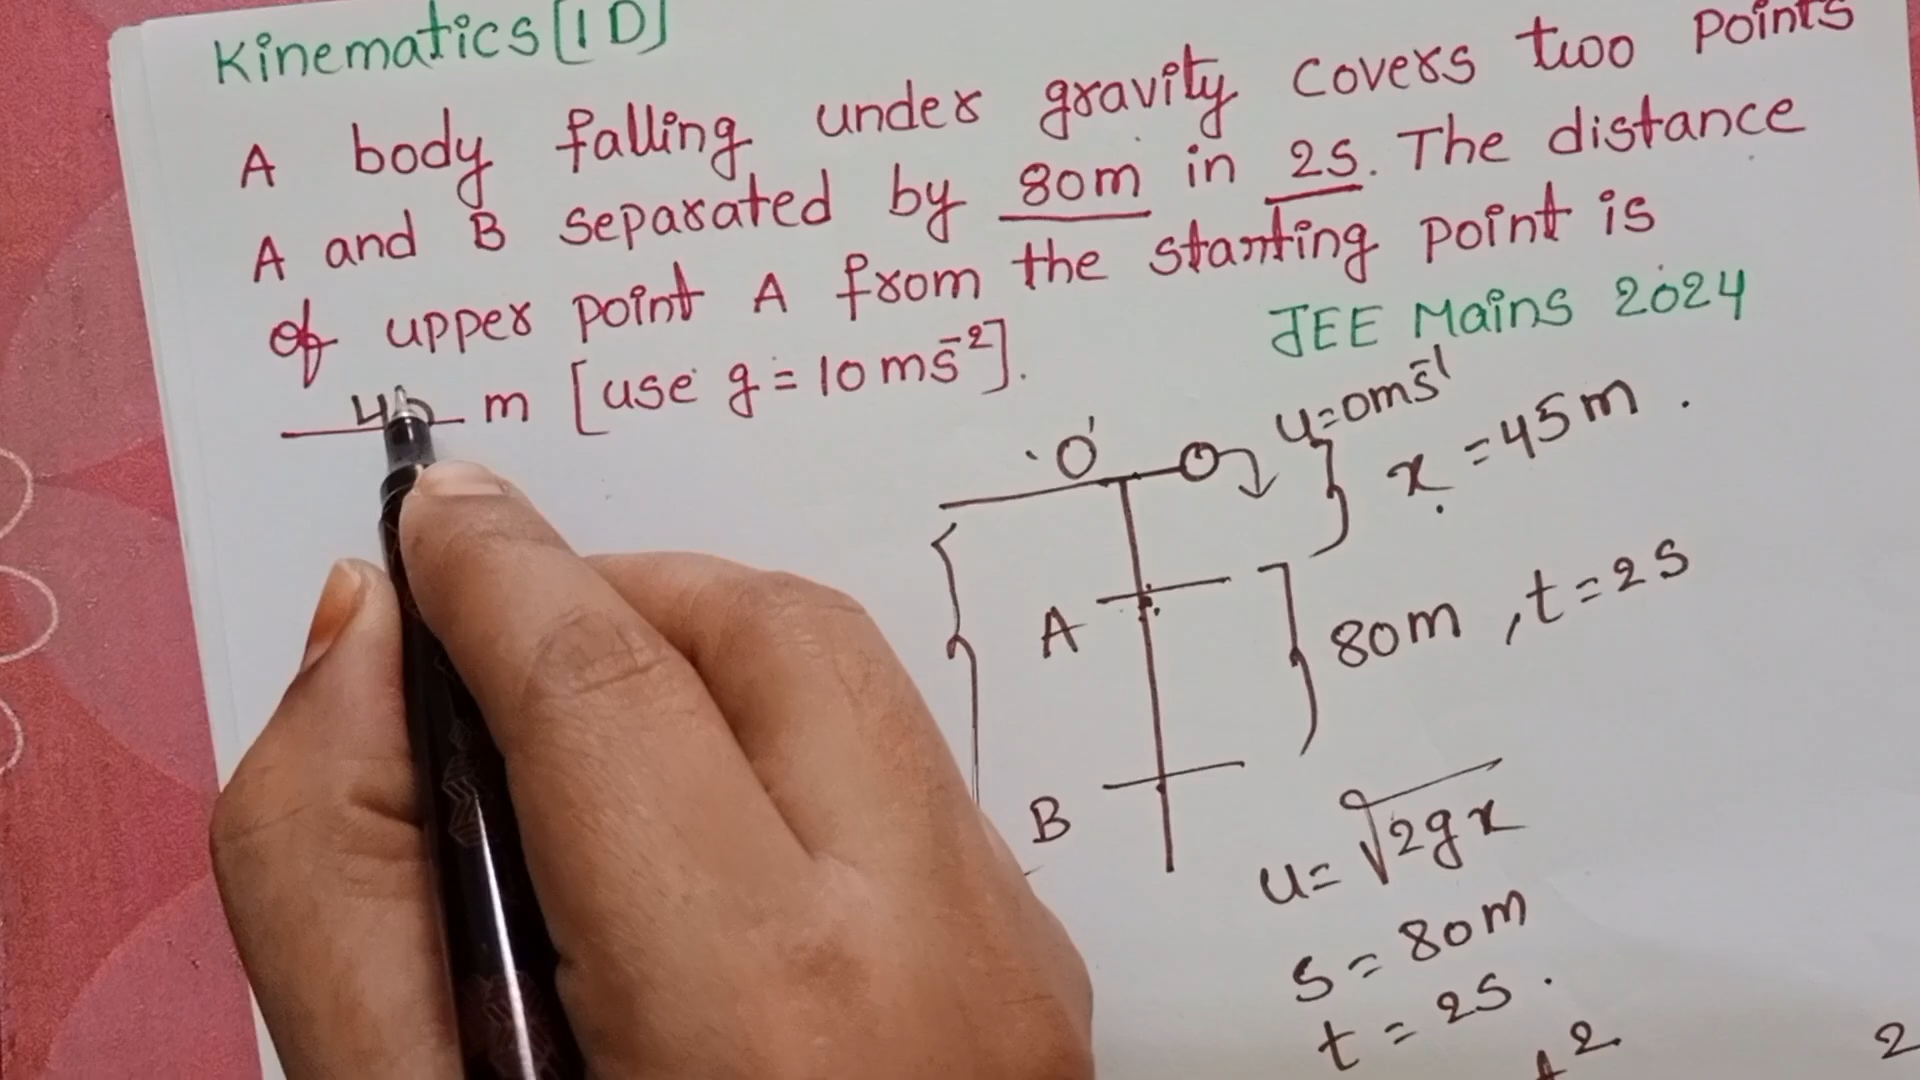 Kinematics [1D]
A body falling under gravity covers two points
A and B separated by 80m in 2s. The distance
of upper point A from the starting point is
m [use g = 10 ms⁻²].
JEE Mains 2024
O
u=0ms⁻¹
x = 45m.
A
80m, t=2s
B
u= √2gx
s = 80m
t = 2s.